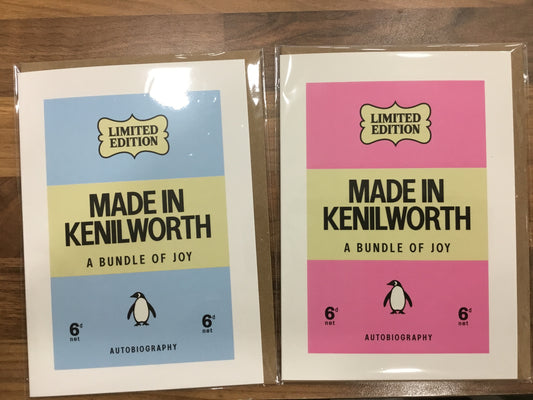 LIMITED
EDITION
MADE IN
KENILWORTH
A BUNDLE OF JOY
6d
net
6d
net
AUTOBIOGRAPHY
LIMITED
EDITION
MADE IN
KENILWORTH
A BUNDLE OF JOY
6d
net
6d
net
AUTOBIOGRAPHY